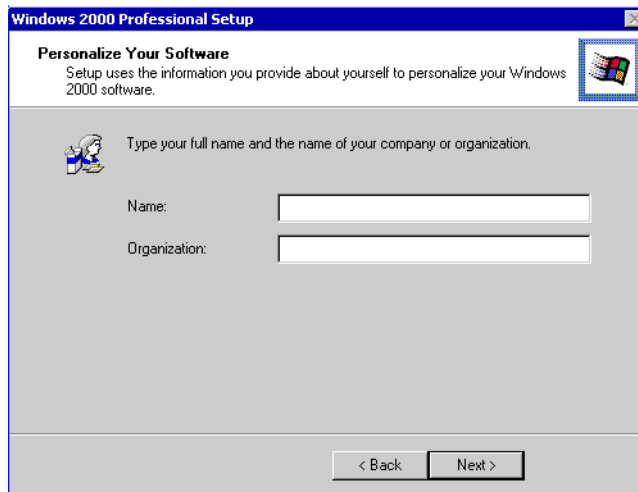 Windows 2000 Professional Setup
Personalize Your Software
Setup uses the information you provide about yourself to personalize your Windows
2000 software.
Type your full name and the name of your company or organization.
Name:
Organization:
< Back
Next >